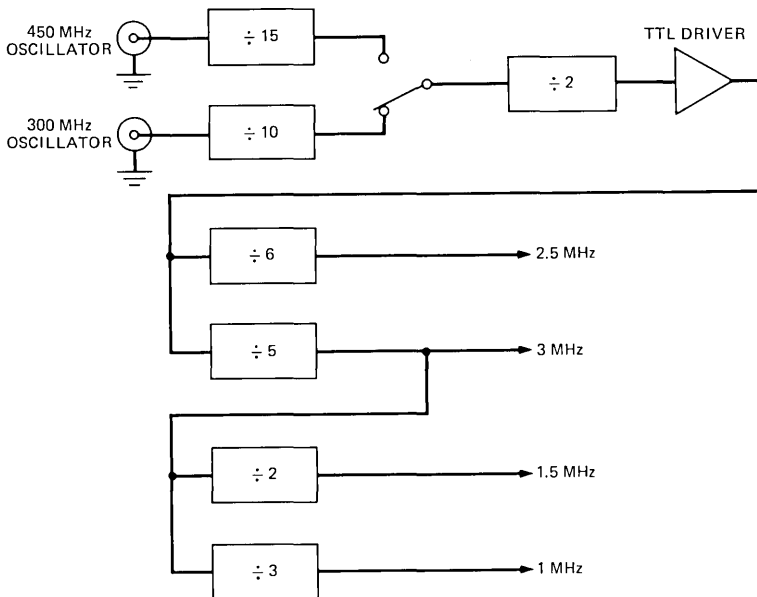 450 MHz
OSCILLATOR
÷ 15
TTL DRIVER
÷ 2
300 MHz
OSCILLATOR
÷ 10
÷ 6
2.5 MHz
÷ 5
3 MHz
÷ 2
1.5 MHz
÷ 3
1 MHz